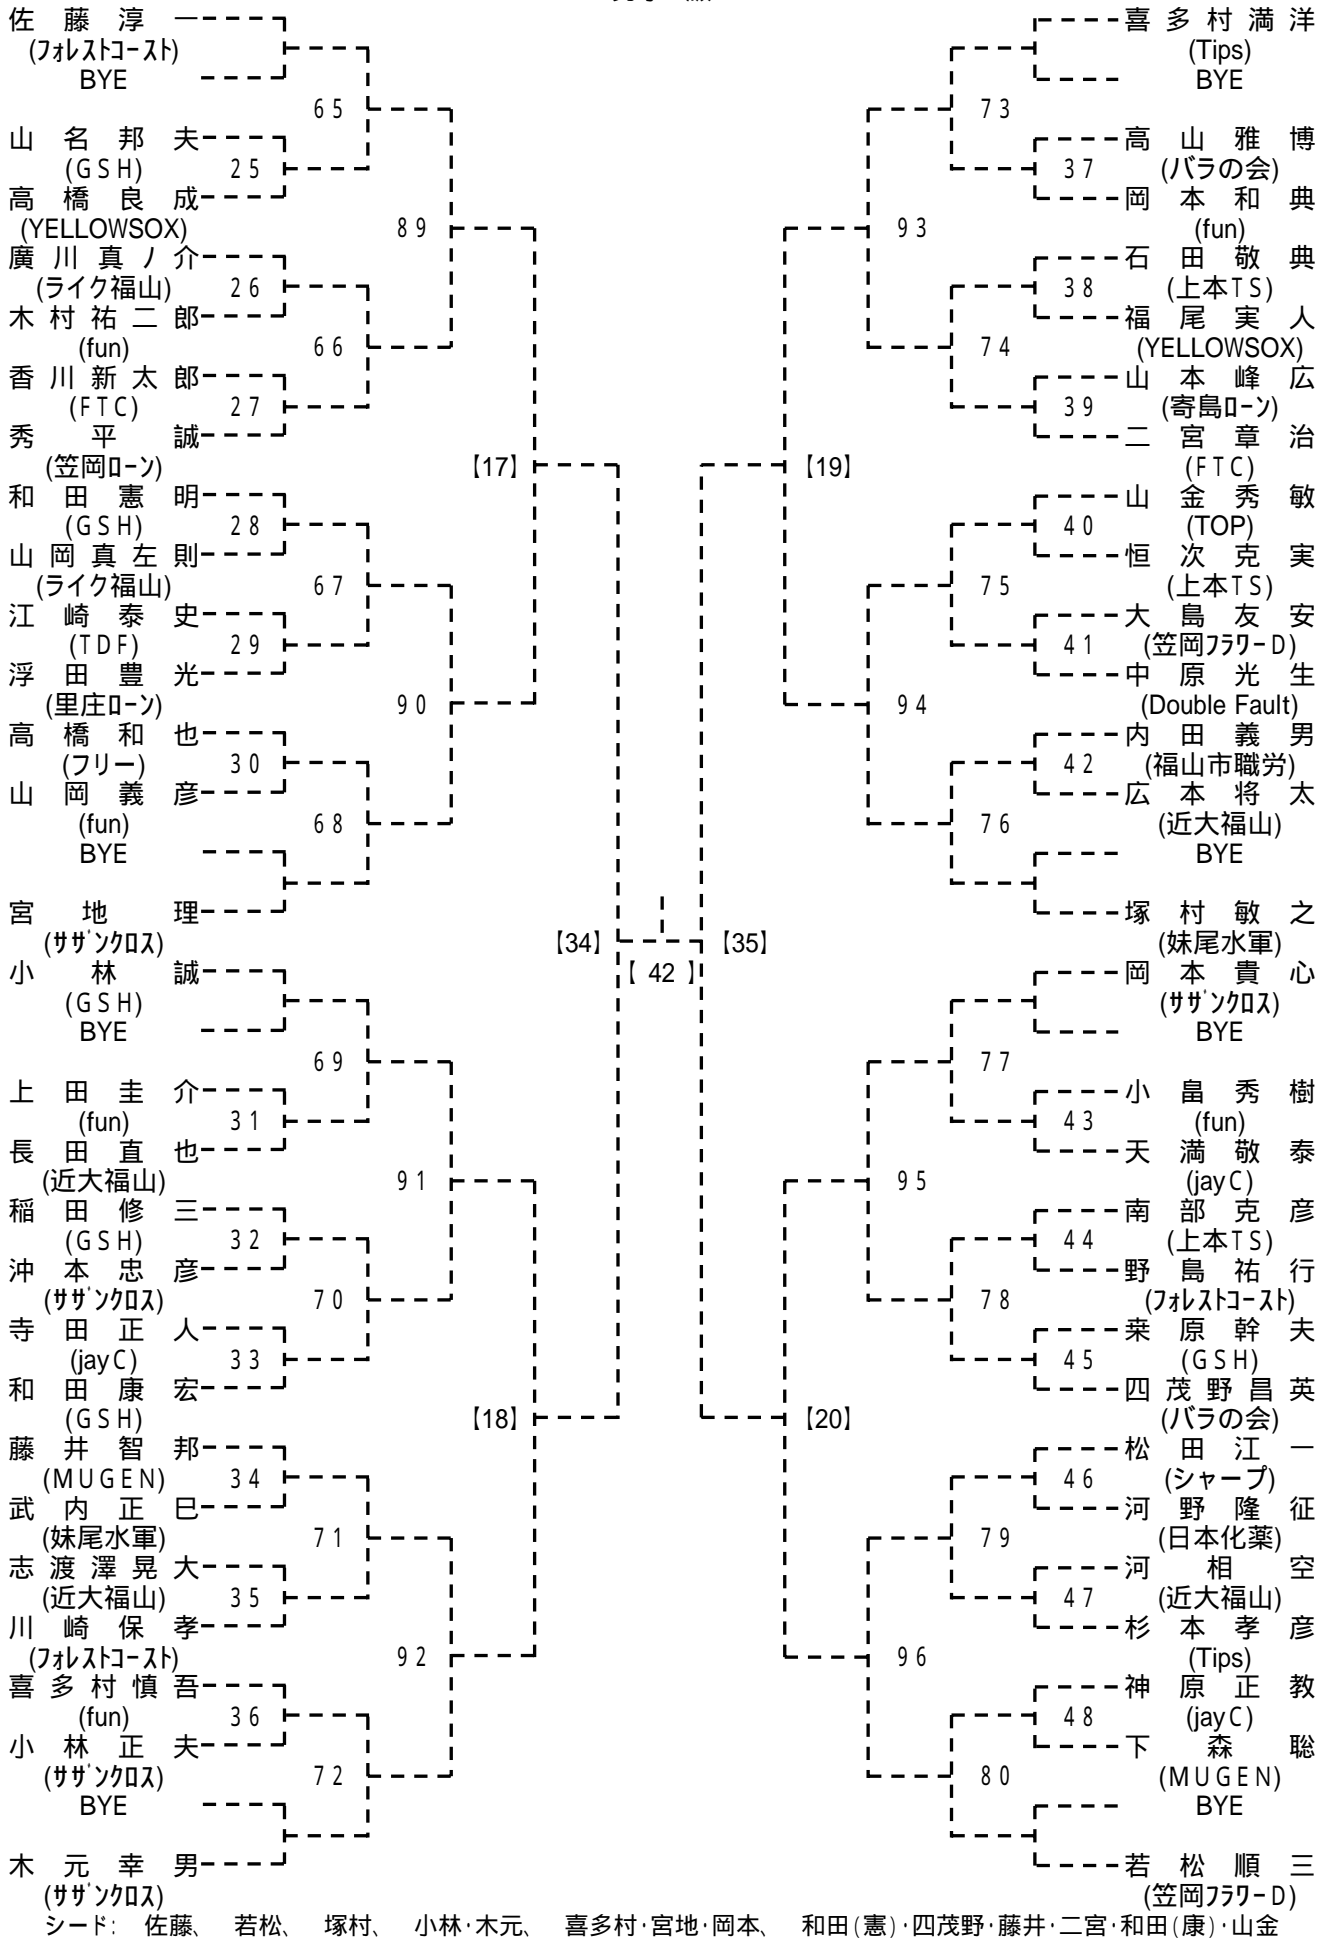 佐藤淳一
(フォレストコースト)
BYE
65
山名邦夫
(GSH) 25
高橋良成
(YELLOWSOX)
89
廣川真ノ介
(ライク福山) 26
木村祐二郎
(fun)
66
香川新太郎
(FTC) 27
秀平誠
(笠岡ローン)
【17】
和田憲明
(GSH) 28
山岡真左則
(ライク福山)
67
江崎泰史
(TDF) 29
浮田豊光
(里庄ローン)
90
高橋和也
(フリー) 30
山岡義彦
(fun)
68
BYE
宮地理
(サザンクロス)
【34】
【 42 】
小林誠
(GSH)
BYE
69
上田圭介
(fun) 31
長田直也
(近大福山)
91
稲田修三
(GSH) 32
沖本忠彦
(サザンクロス)
70
寺田正人
(jayC) 33
和田康宏
(GSH)
【18】
藤井智邦
(MUGEN) 34
武内正巳
(妹尾水軍)
71
志渡澤晃大
(近大福山) 35
川崎保孝
(フォレストコースト)
92
喜多村慎吾
(fun) 36
小林正夫
(サザンクロス)
72
BYE
木元幸男
(サザンクロス)
喜多村満洋
(Tips)
BYE
73
高山雅博
37 (バラの会)
岡本和典
(fun)
93
石田敬典
38 (上本TS)
福尾実人
(YELLOWSOX)
74
山本峰広
39 (寄島ローン)
二宮章治
(FTC)
【19】
山金秀敏
40 (TOP)
恒次克実
(上本TS)
75
大島友安
41 (笠岡フラワーD)
中原光生
(Double Fault)
94
内田義男
42 (福山市職労)
広本将太
(近大福山)
76
BYE
塚村敏之
(妹尾水軍)
【35】
岡本貴心
(サザンクロス)
BYE
77
小畠秀樹
43 (fun)
天満敬泰
(jayC)
95
南部克彦
44 (上本TS)
野島祐行
(フォレストコースト)
78
桒原幹夫
45 (GSH)
四茂野昌英
(バラの会)
【20】
松田江一
46 (シャープ)
河野隆征
(日本化薬)
79
河相空
47 (近大福山)
杉本孝彦
(Tips)
96
神原正教
48 (jayC)
下森聡
(MUGEN)
80
BYE
若松順三
(笠岡フラワーD)
シード: 佐藤、 若松、 塚村、 小林・木元、 喜多村・宮地・岡本、 和田(憲)・四茂野・藤井・二宮・和田(康)・山金